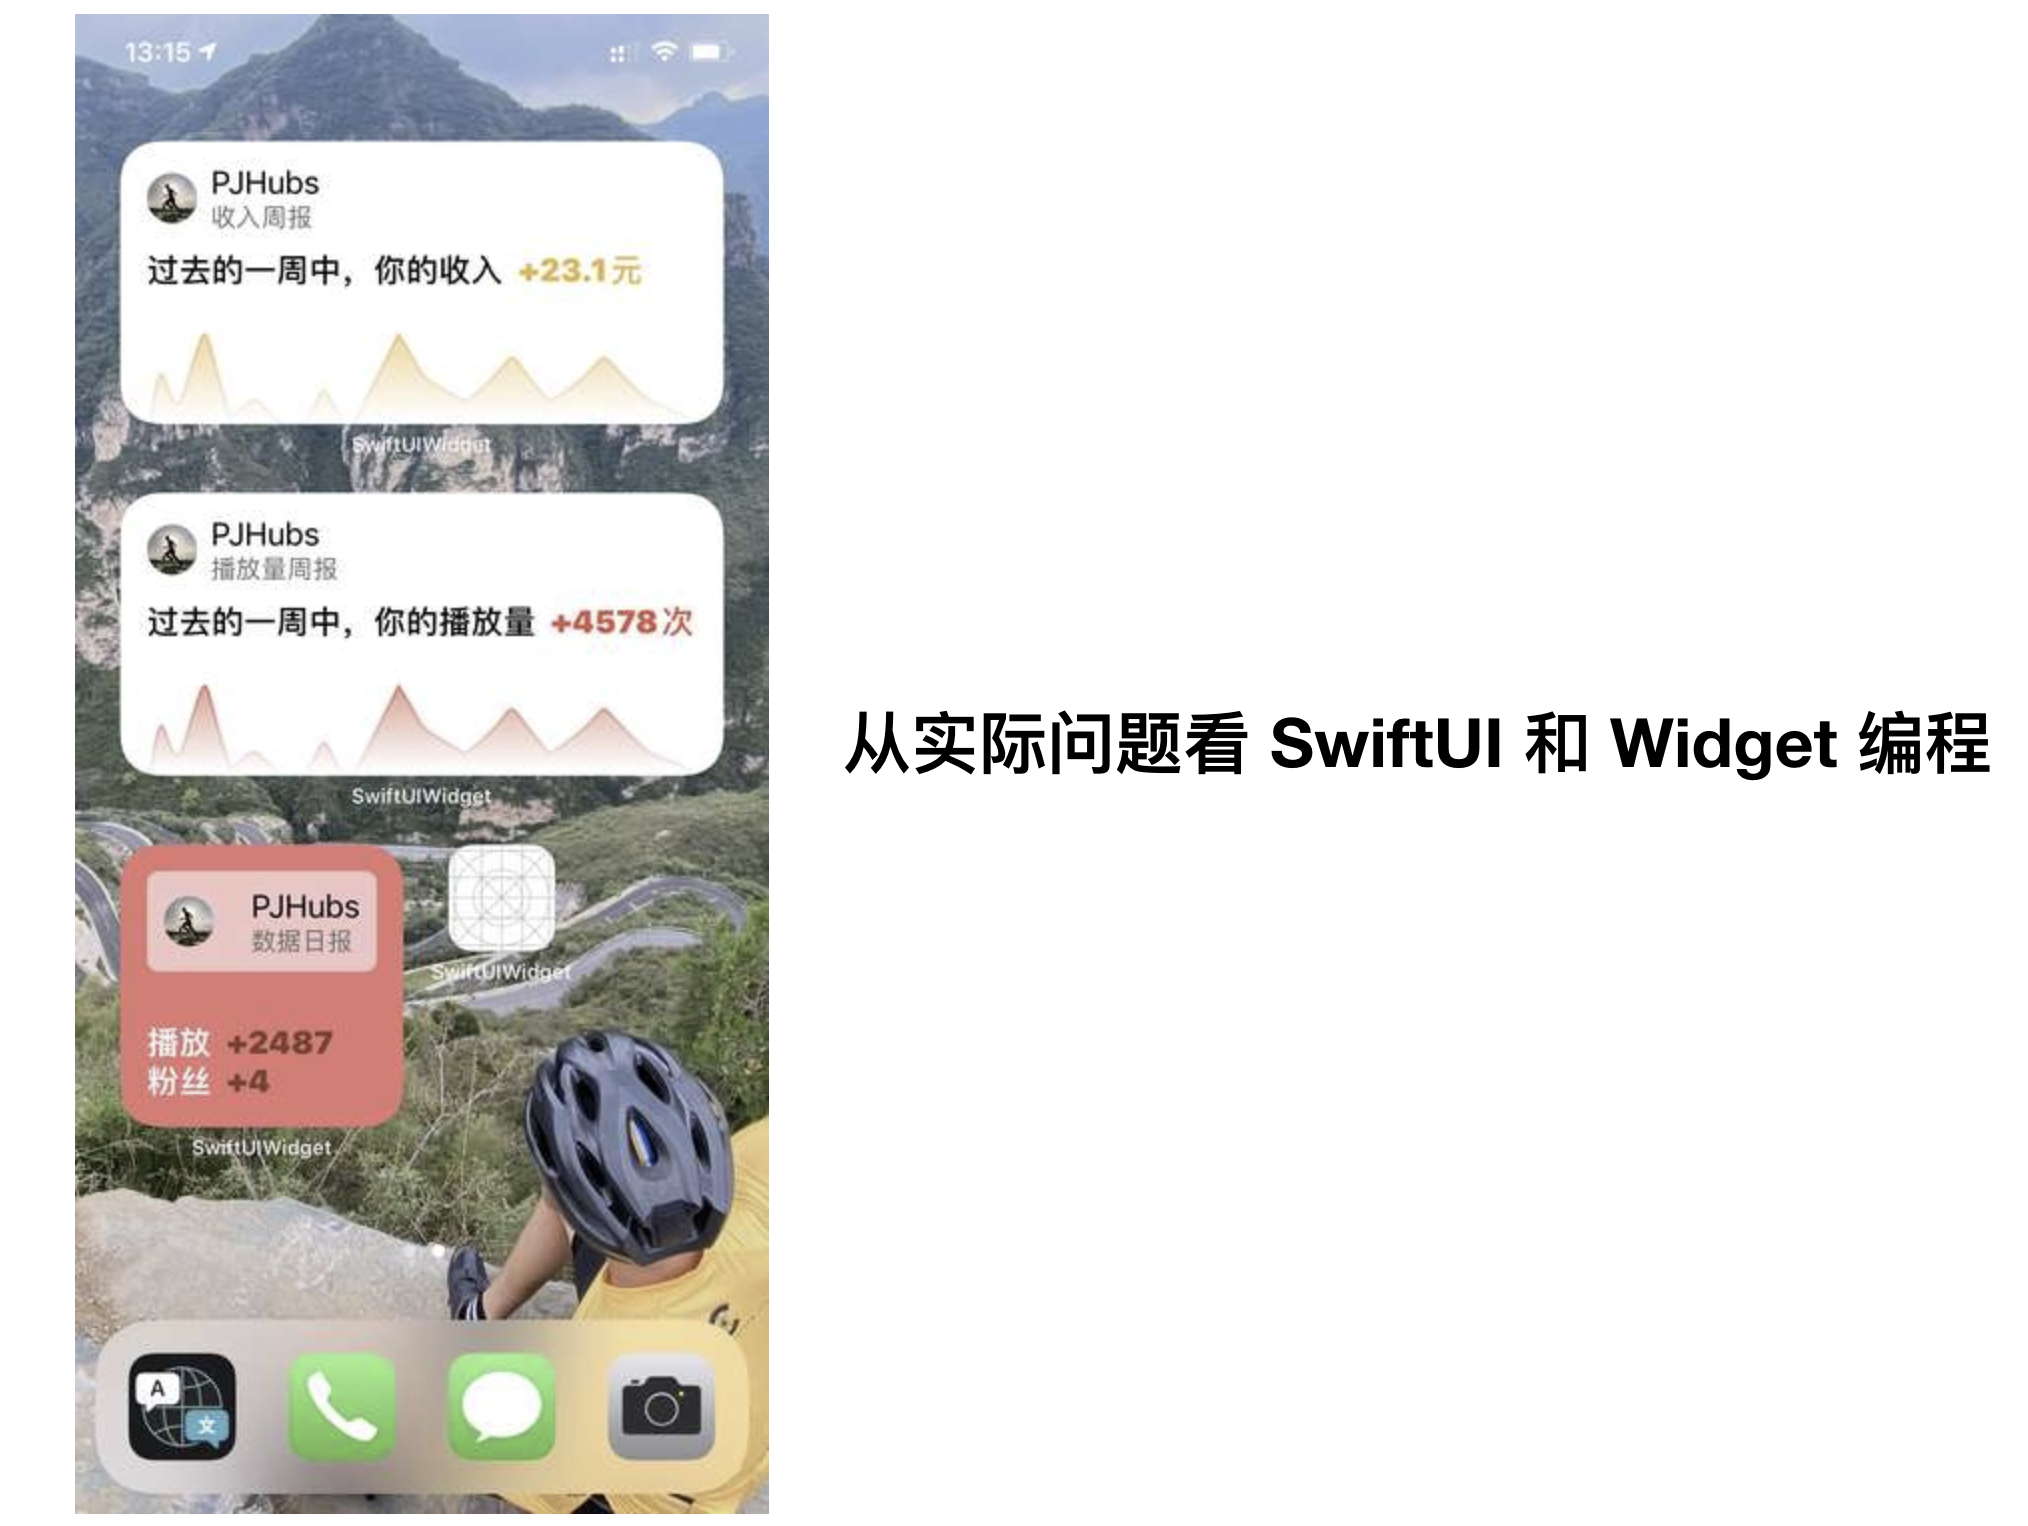 13:15
PJHubs
收入周报
过去的一周中，你的收入 +23.1元
SwiftUIWidget
PJHubs
播放量周报
过去的一周中，你的播放量 +4578次
SwiftUIWidget
PJHubs
数据日报
播放 +2487
粉丝 +4
SwiftUIWidget
SwiftUIWidget
A
文
从实际问题看 SwiftUI 和 Widget 编程